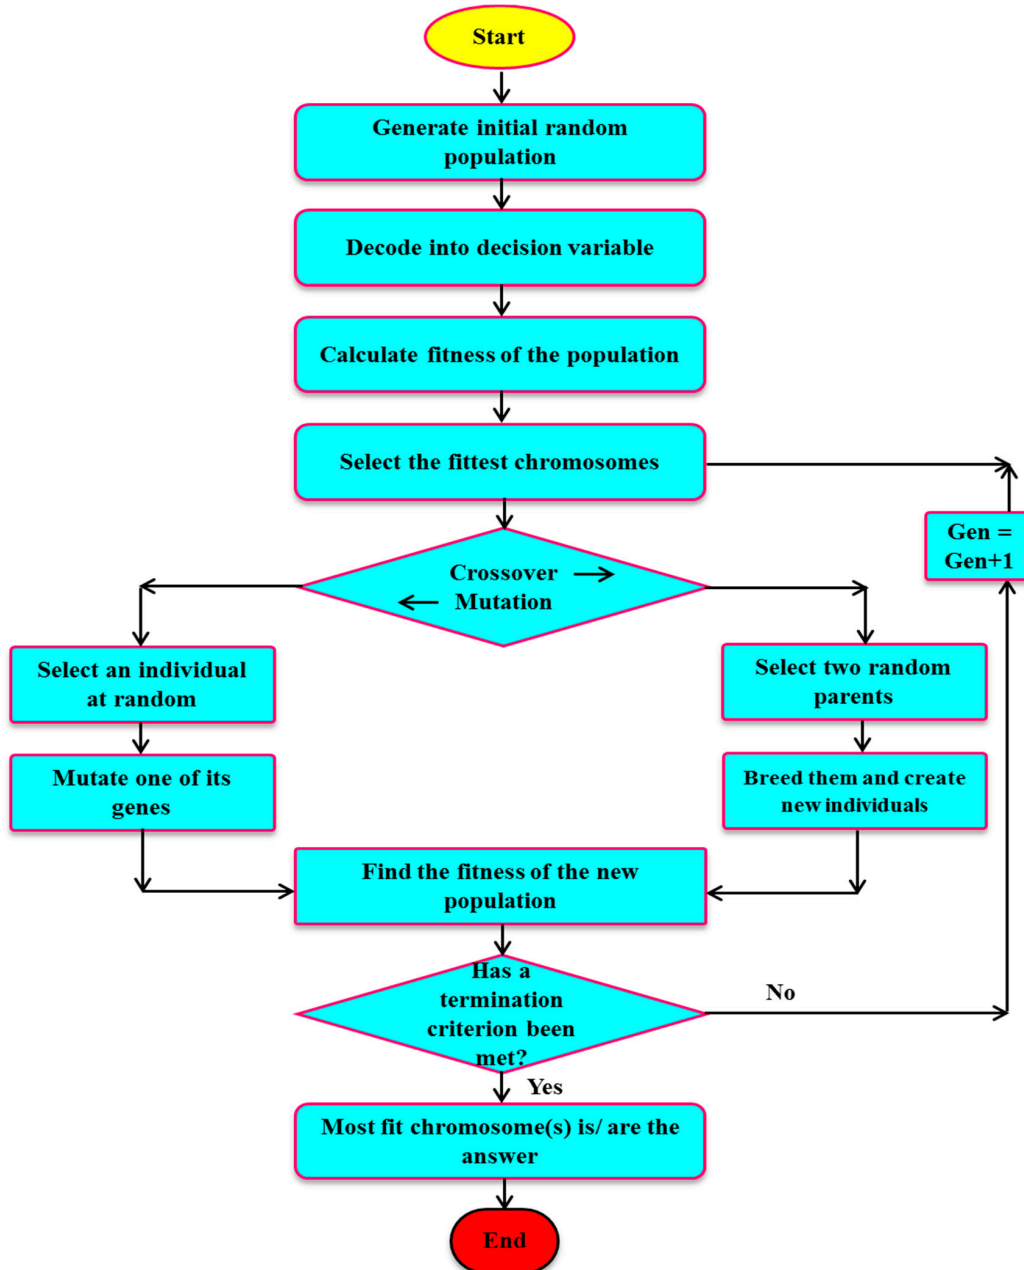 Start
Generate initial random
population
Decode into decision variable
Calculate fitness of the population
Select the fittest chromosomes
Gen =
Gen+1
Crossover
Mutation
Select an individual
at random
Select two random
parents
Mutate one of its
genes
Breed them and create
new individuals
Find the fitness of the new
population
Has a
termination
criterion been
met?
No
Yes
Most fit chromosome(s) is/ are the
answer
End